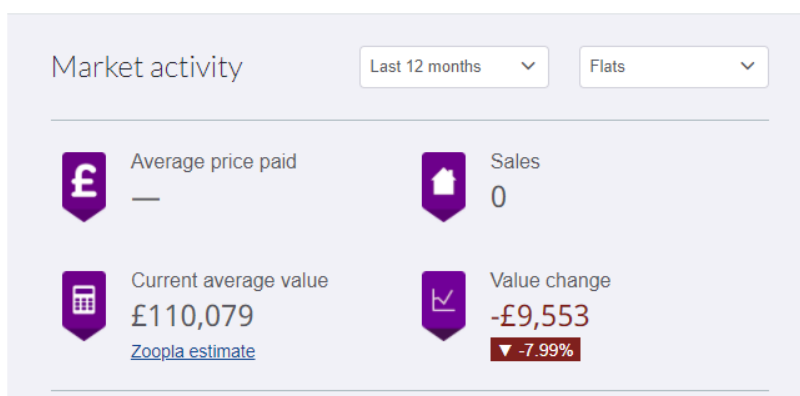 Market activity
Last 12 months
Flats
£
Average price paid
—
Sales
0
Current average value
£110,079
Zoopla estimate
Value change
-£9,553
▼ -7.99%